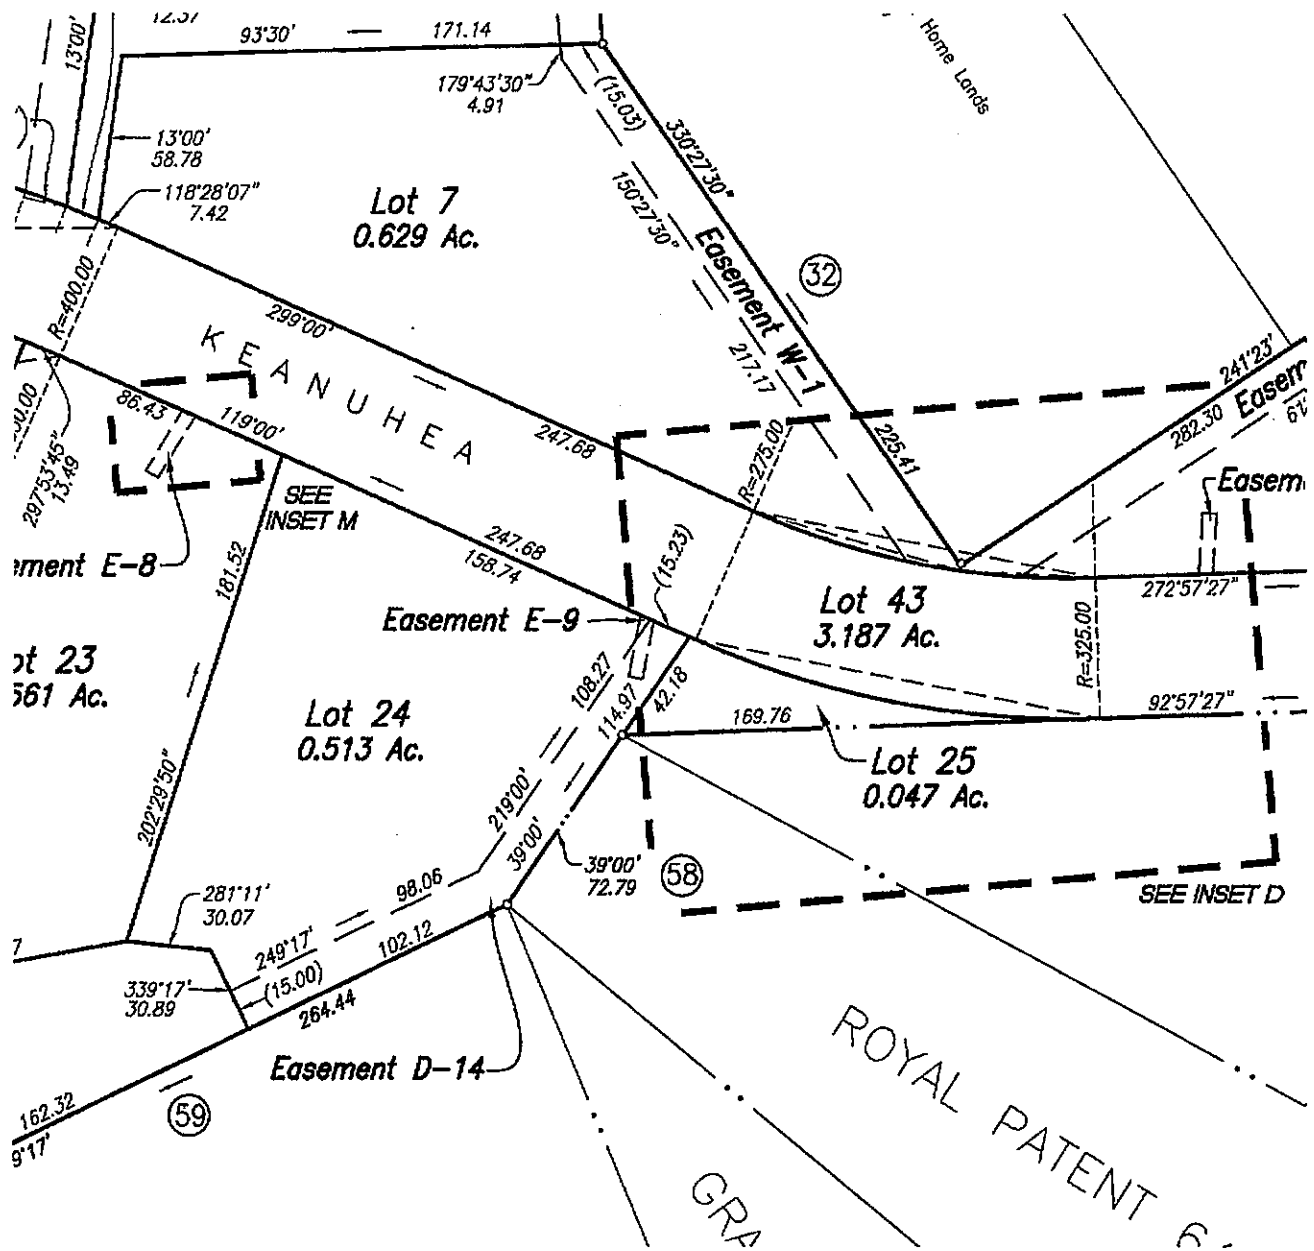 12.37
93°30'
171.14
13°00'
179°43'30"
4.91
(15.03)
Home Lands
13°00'
58.78
118°28'07"
7.42
Lot 7
0.629 Ac.
330°27'30"
150°27'30"
Easement W-1
32
R=400.00
299°00'
KEANUHEA
217.17
241°23'
Easem
61°
282.30
225.41
86.43
119°00'
247.68
R=275.00
297°53'45"
13.49
SEE
INSET M
Easem
ement E-8
247.68
158.74
(15.23)
181.52
Easement E-9
Lot 43
3.187 Ac.
272°57'27"
R=325.00
ot 23
561 Ac.
108.27
114.97
42.18
92°57'27"
169.76
Lot 24
0.513 Ac.
Lot 25
0.047 Ac.
202°29'50"
219°00'
39°00'
39°00'
72.79
58
SEE INSET D
281°11'
30.07
98.06
249°17'
102.12
339°17'
30.89
(15.00)
264.44
Easement D-14
162.32
9°17'
59
ROYAL PATENT 6
GRA